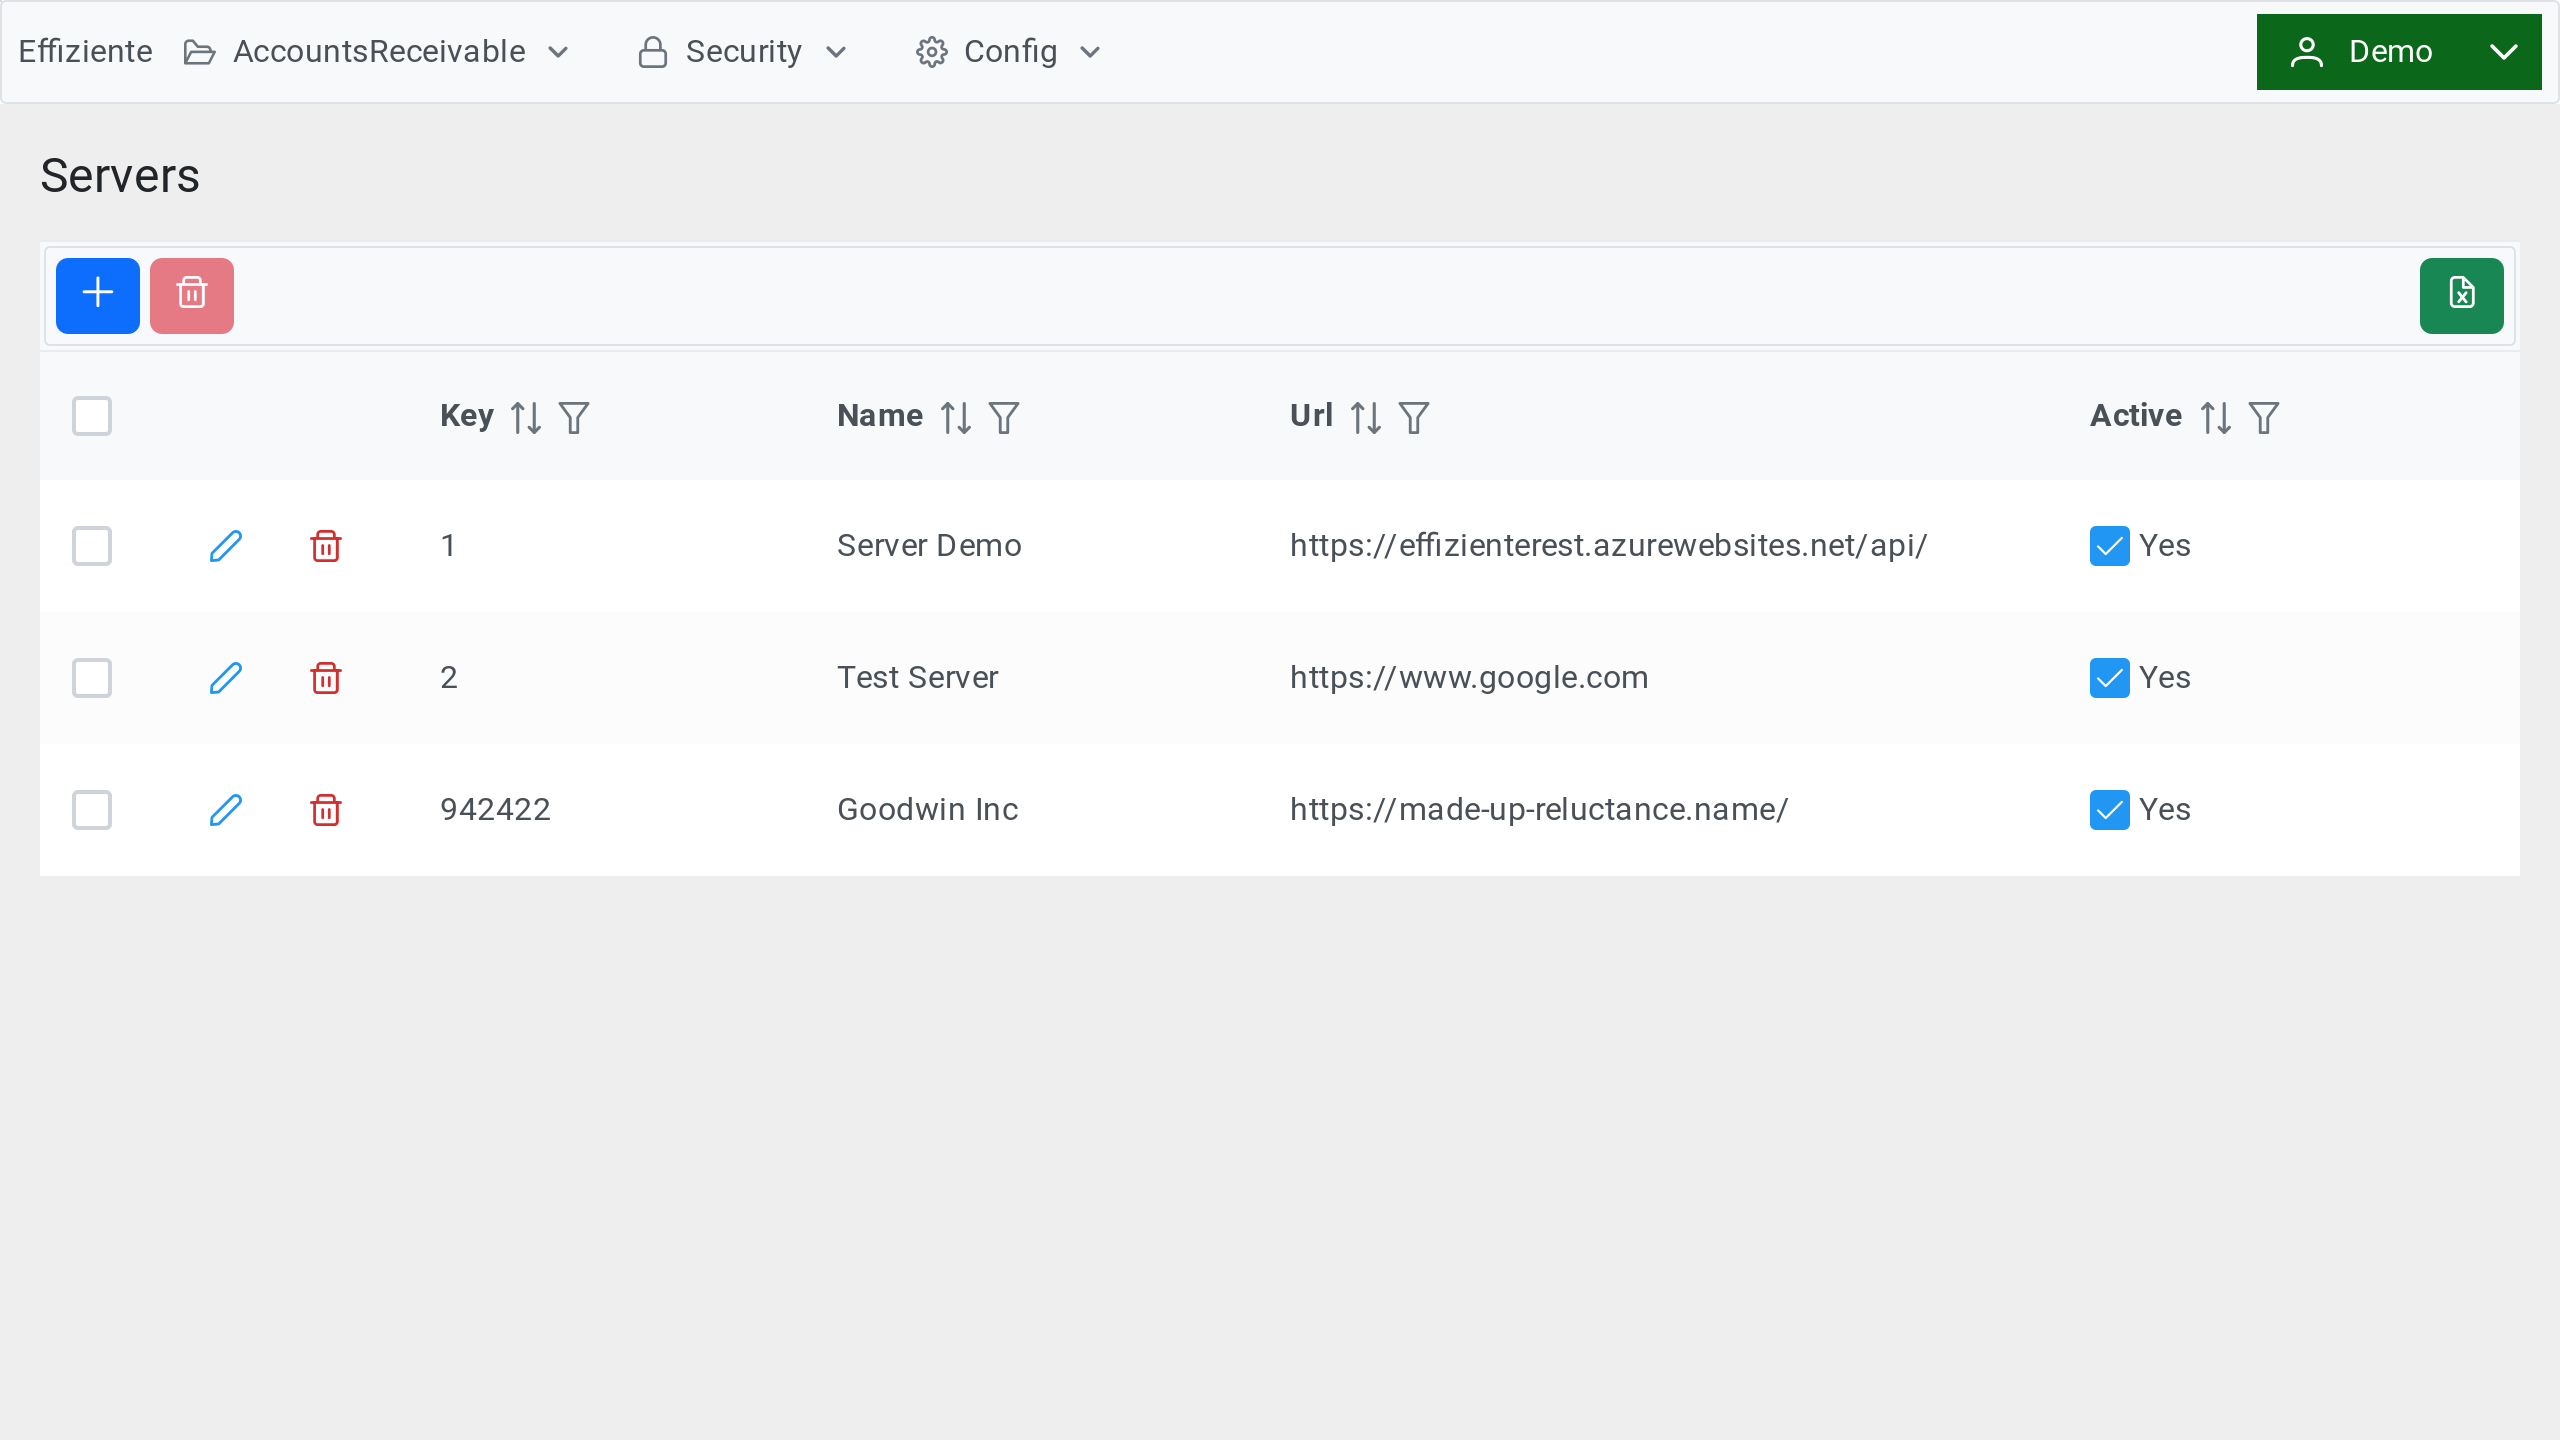 Effiziente AccountsReceivable Security Config Demo
Servers
Key Name Url Active
1 Server Demo https://effizienterest.azurewebsites.net/api/ Yes
2 Test Server https://www.google.com Yes
942422 Goodwin Inc https://made-up-reluctance.name/ Yes